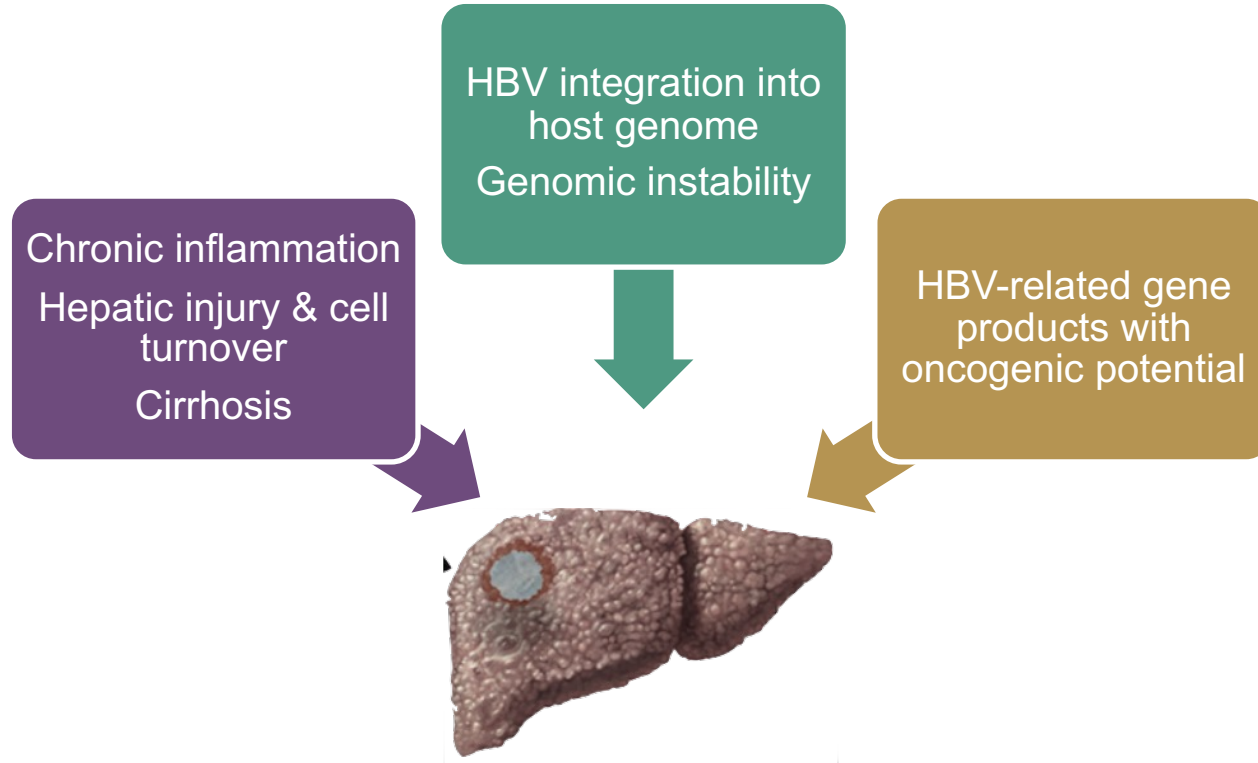 Chronic inflammation
Hepatic injury & cell
turnover
Cirrhosis
HBV integration into
host genome
Genomic instability
HBV-related gene
products with
oncogenic potential